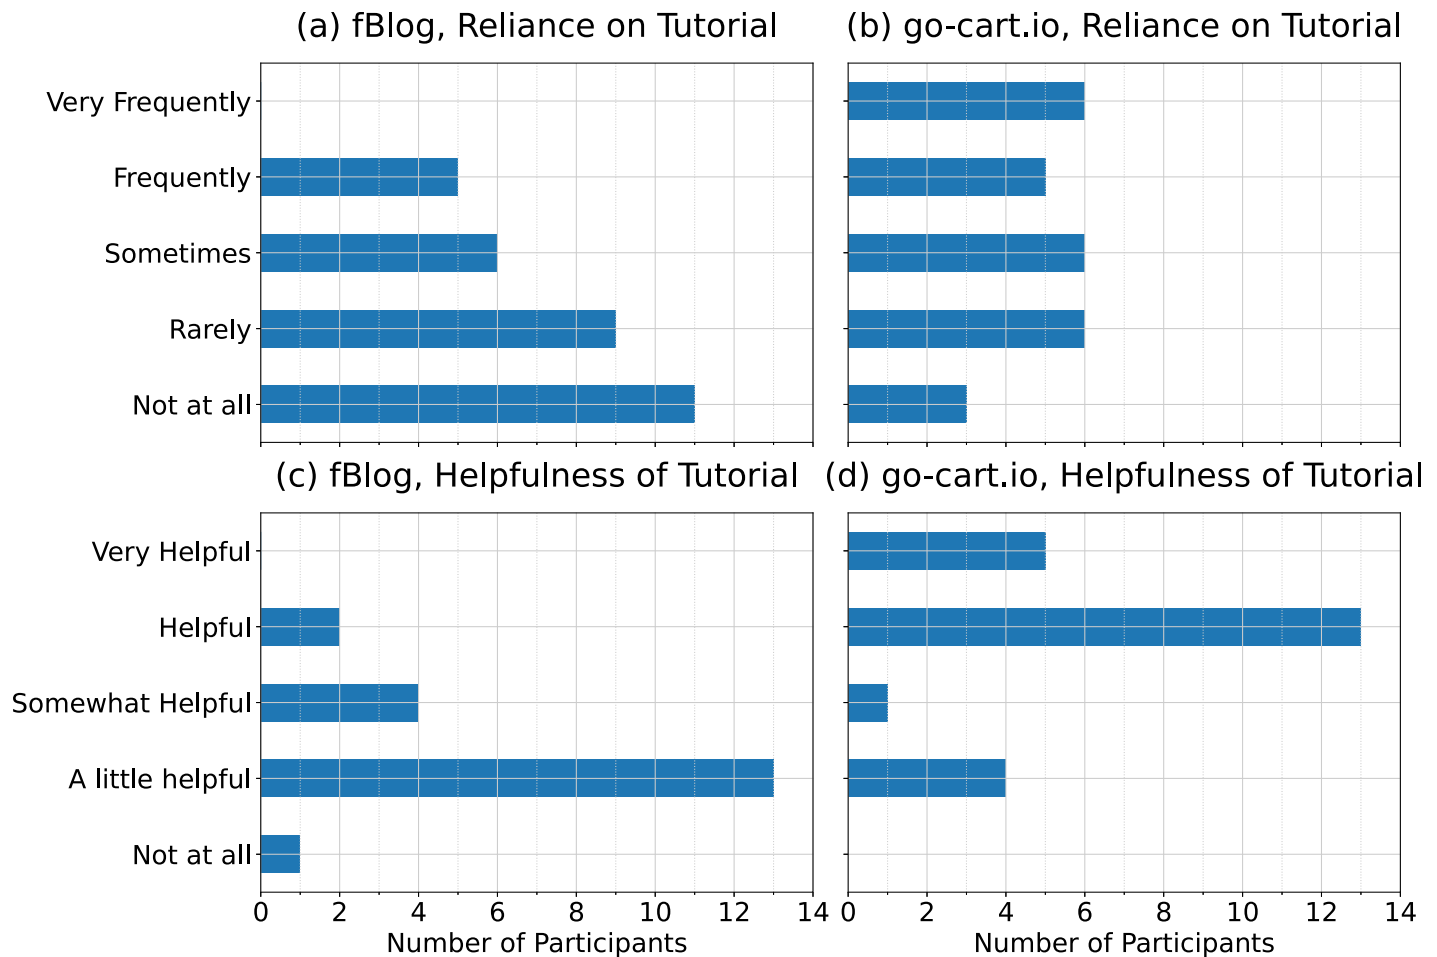 (a) fBlog, Reliance on Tutorial
(b) go-cart.io, Reliance on Tutorial
Very Frequently
Frequently
Sometimes
Rarely
Not at all
(c) fBlog, Helpfulness of Tutorial
(d) go-cart.io, Helpfulness of Tutorial
Very Helpful
Helpful
Somewhat Helpful
A little helpful
Not at all
0 2 4 6 8 10 12 14
0 2 4 6 8 10 12 14
Number of Participants
Number of Participants